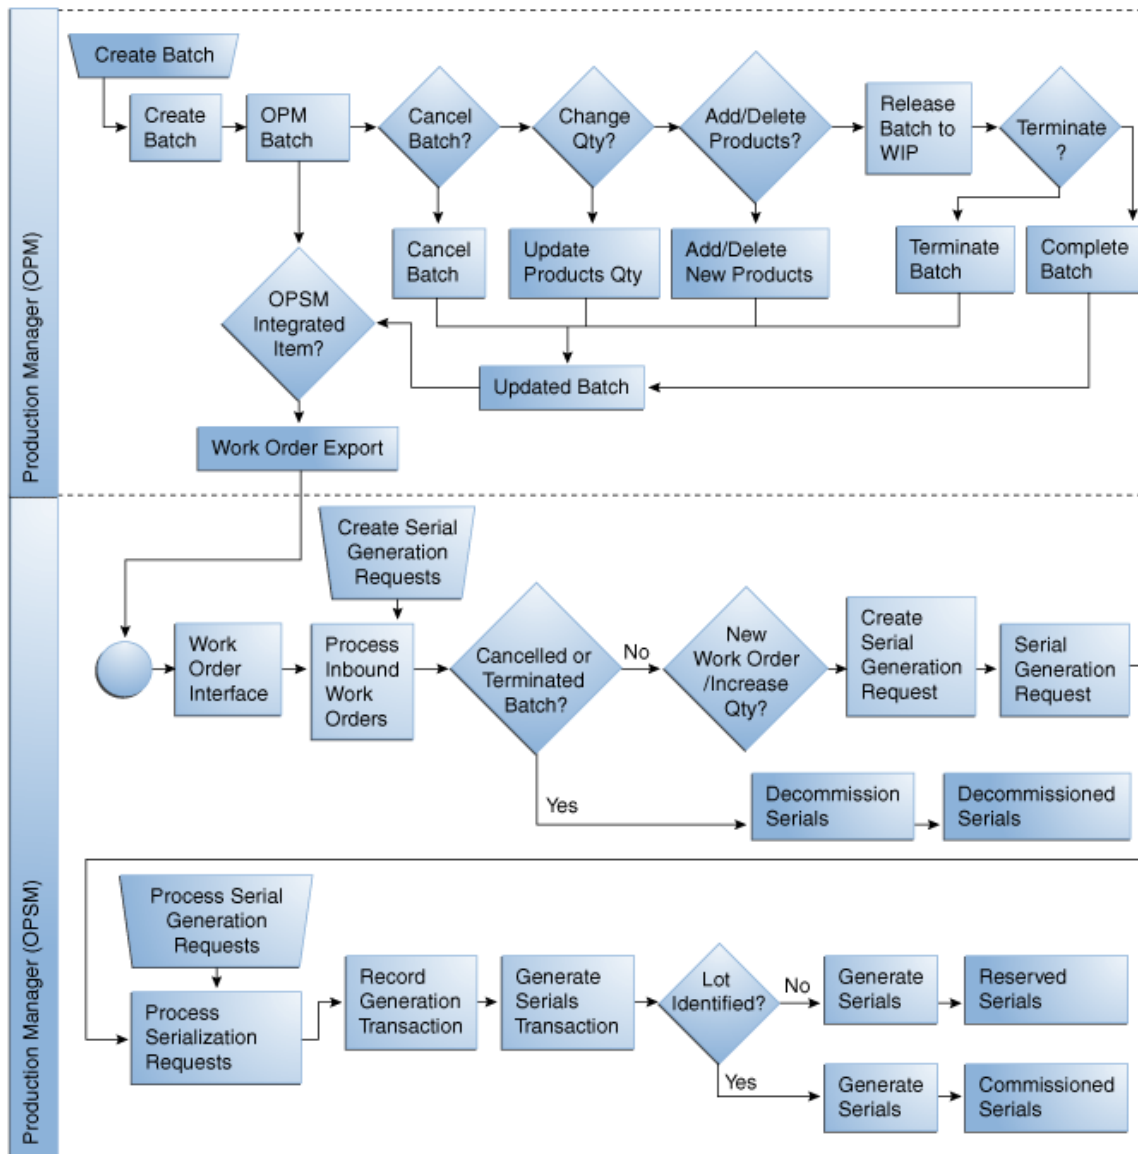 Production Manager (OPM)
Create Batch
Create
Batch
OPM
Batch
Cancel
Batch?
Change
Qty?
Add/Delete
Products?
Release
Batch to
WIP
Terminate
?
Cancel
Batch
Update
Products Qty
Add/Delete
New Products
Terminate
Batch
Complete
Batch
OPSM
Integrated
Item?
Updated Batch
Work Order Export
Production Manager (OPSM)
Create Serial
Generation
Requests
Work
Order
Interface
Process
Inbound
Work
Orders
Cancelled or
Terminated
Batch?
No
New
Work Order
/Increase
Qty?
Create
Serial
Generation
Request
Serial
Generation
Request
Yes
Decommission
Serials
Decommissioned
Serials
Process Serial
Generation
Requests
Process
Serialization
Requests
Record
Generation
Transaction
Generate
Serials
Transaction
Lot
Identified?
No
Generate
Serials
Reserved
Serials
Yes
Generate
Serials
Commissioned
Serials